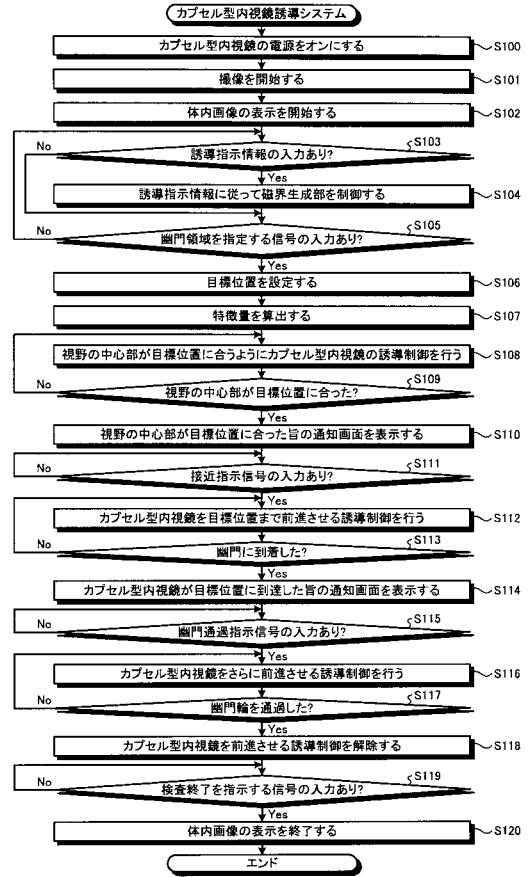 カプセル型内視鏡誘導システム
カプセル型内視鏡の電源をオンにする
S100
撮像を開始する
S101
体内画像の表示を開始する
S102
S103
誘導指示情報の入力あり?
No
Yes
誘導指示情報に従って磁界生成部を制御する
S104
S105
幽門領域を指定する信号の入力あり?
No
Yes
目標位置を設定する
S106
特徴量を算出する
S107
視野の中心部が目標位置に合うようにカプセル型内視鏡の誘導制御を行う
S108
S109
視野の中心部が目標位置に合った?
No
Yes
視野の中心部が目標位置に合った旨の通知画面を表示する
S110
S111
接近指示信号の入力あり?
No
Yes
カプセル型内視鏡を目標位置まで前進させる誘導制御を行う
S112
S113
幽門に到着した?
No
Yes
カプセル型内視鏡が目標位置に到達した旨の通知画面を表示する
S114
S115
幽門通過指示信号の入力あり?
No
Yes
カプセル型内視鏡をさらに前進させる誘導制御を行う
S116
S117
幽門輪を通過した?
No
Yes
カプセル型内視鏡を前進させる誘導制御を解除する
S118
S119
検査終了を指示する信号の入力あり?
No
Yes
体内画像の表示を終了する
S120
エンド